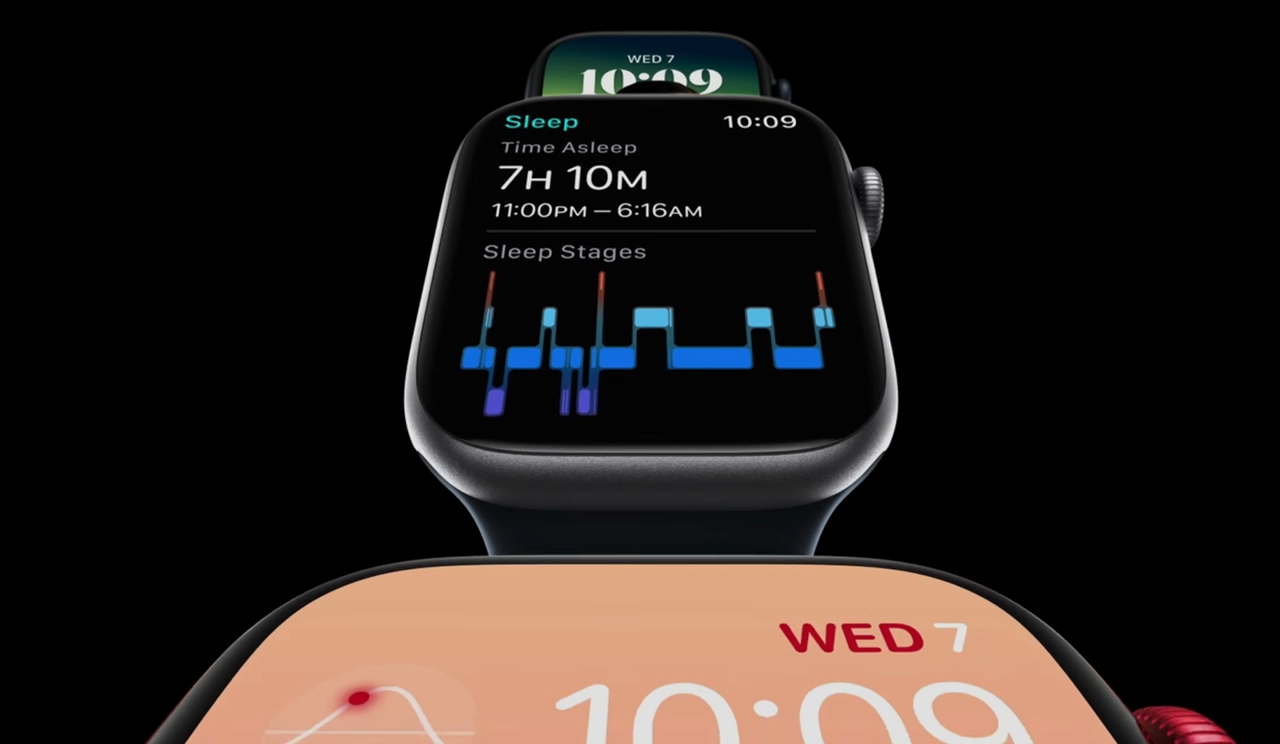 WED 7
10:09
Sleep 10:09
Time Asleep
7H 10M
11:00PM – 6:16AM
Sleep Stages
WED 7
10:09